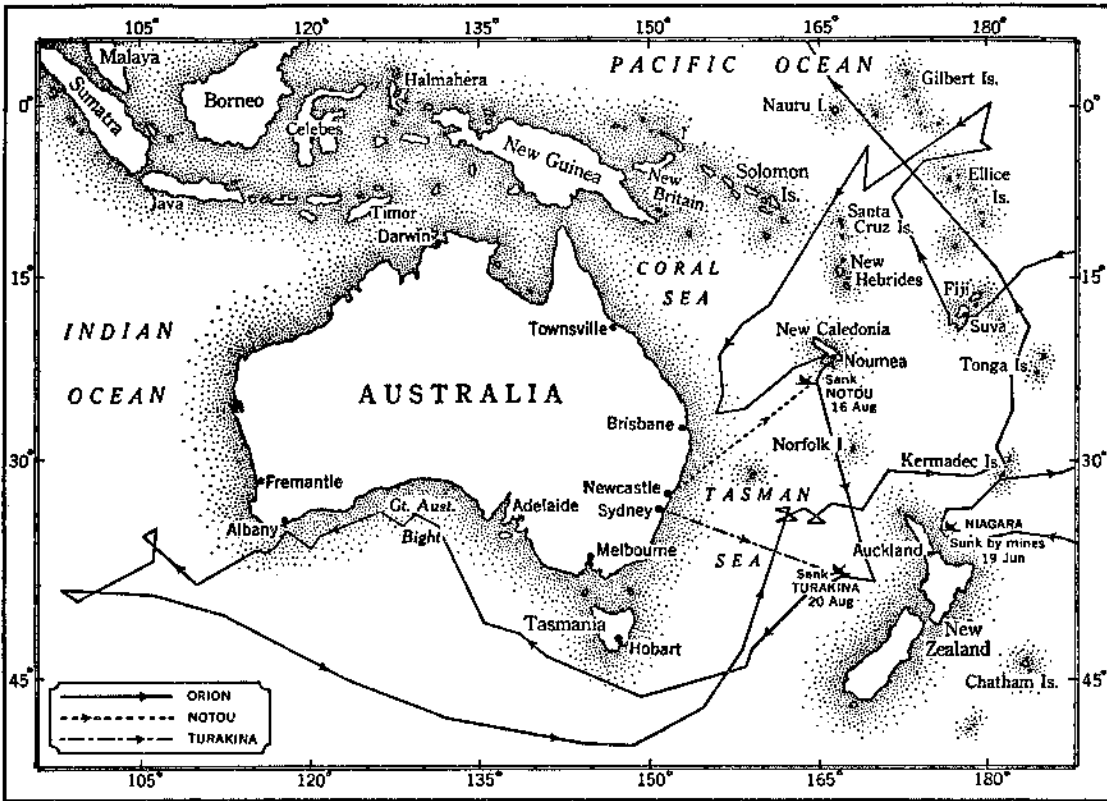 105° 120° 135° 150° 165° 180°
Malaya
Sumatra
Borneo
Halmahera
Celebes
PACIFIC OCEAN
Gilbert Is.
Nauru I.
0°
0°
New Guinea
New
Britain
Solomon
Is.
Ellice
Is.
Java
Timor
Darwin
Santa
Cruz Is.
New
Hebrides
15°
15°
CORAL
SEA
Fiji
Suva
INDIAN
OCEAN
Townsville
New Caledonia
Noumea
Tonga Is.
Sank
NOTOU
16 Aug
AUSTRALIA
Brisbane
Norfolk I.
30°
30°
Kermadec Is.
Fremantle
Albany
Gt. Aust.
Bight
Adelaide
Newcastle
Sydney
TASMAN
SEA
Melbourne
Auckland
NIAGARA
Sunk by mines
19 Jun
Sank
TURAKINA
20 Aug
Tasmania
Hobart
New
Zealand
45°
45°
Chatham Is.
ORION
NOTOU
TURAKINA
105° 120° 135° 150° 165° 180°